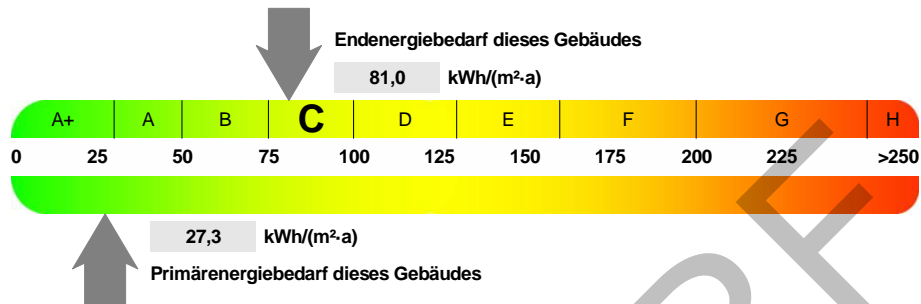 Endenergiebedarf dieses Gebäudes
81,0 kWh/(m²·a)
A+ A B C D E F G H
0 25 50 75 100 125 150 175 200 225 >250
27,3 kWh/(m²·a)
Primärenergiebedarf dieses Gebäudes